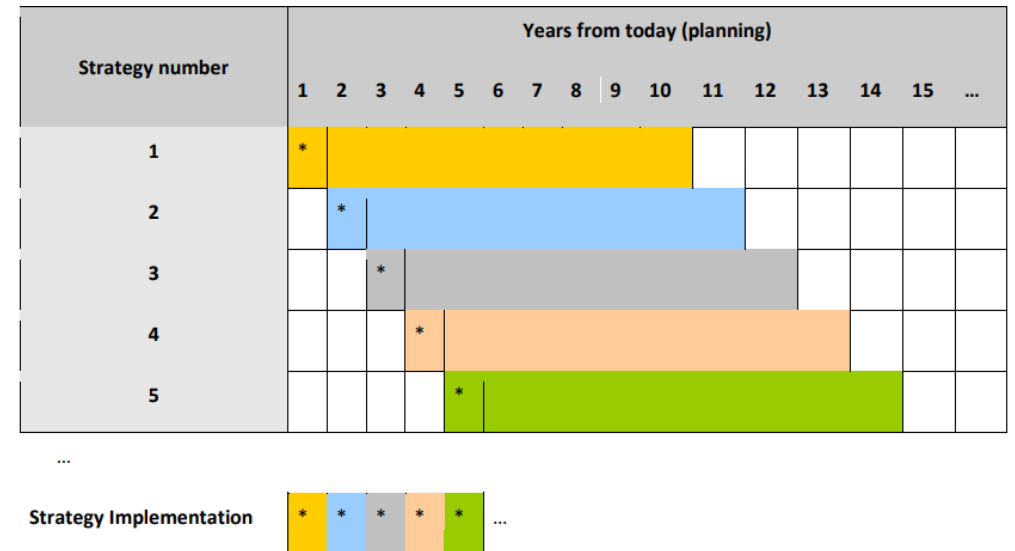 Years from today (planning)
Strategy number
1 2 3 4 5 6 7 8 9 10 11 12 13 14 15 ...
1 *
2 *
3 *
4 *
5 *
...
Strategy Implementation * * * * * ...